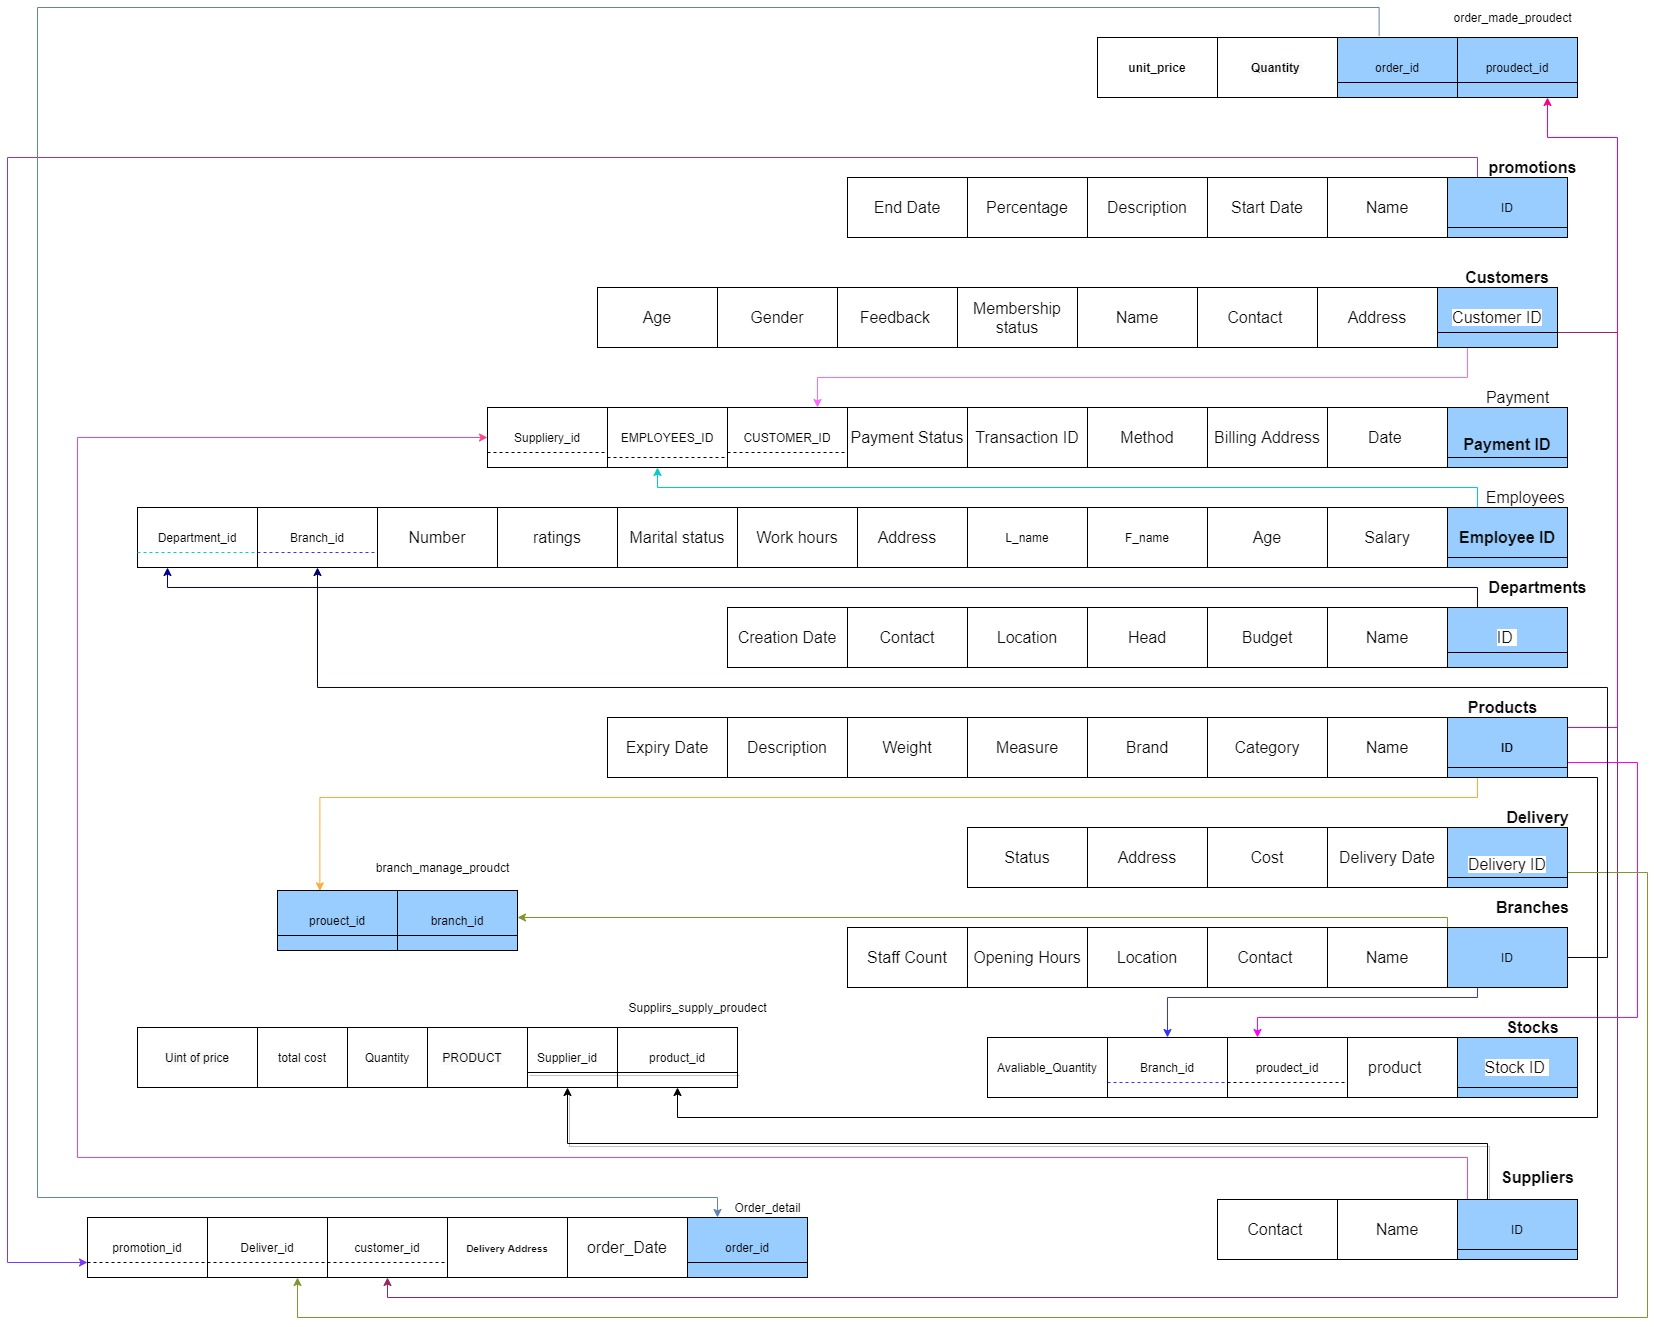 order_made_proudect
unit_price Quantity order_id proudect_id
promotions
End Date Percentage Description Start Date Name ID
Customers
Age Gender Feedback Membership status Name Contact Address Customer ID
Payment
Suppliery_id EMPLOYEES_ID CUSTOMER_ID Payment Status Transaction ID Method Billing Address Date Payment ID
Employees
Department_id Branch_id Number ratings Marital status Work hours Address L_name F_name Age Salary Employee ID
Departments
Creation Date Contact Location Head Budget Name ID
Products
Expiry Date Description Weight Measure Brand Category Name ID
Delivery
Status Address Cost Delivery Date Delivery ID
branch_manage_proudct
prouect_id branch_id
Branches
Staff Count Opening Hours Location Contact Name ID
Supplirs_supply_proudect
Uint of price total cost Quantity PRODUCT Supplier_id product_id
Stocks
Avaliable_Quantity Branch_id proudect_id product Stock ID
Suppliers
Contact Name ID
Order_detail
promotion_id Deliver_id customer_id Delivery Address order_Date order_id